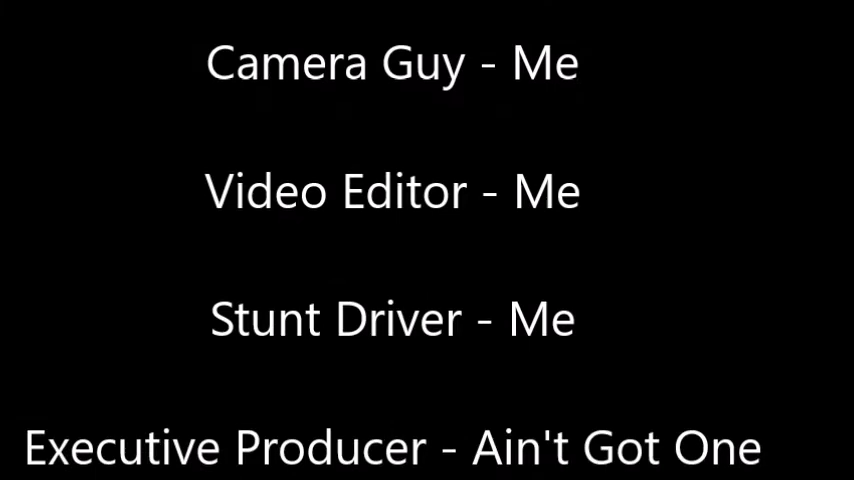 Camera Guy - Me
Video Editor - Me
Stunt Driver - Me
Executive Producer - Ain't Got One